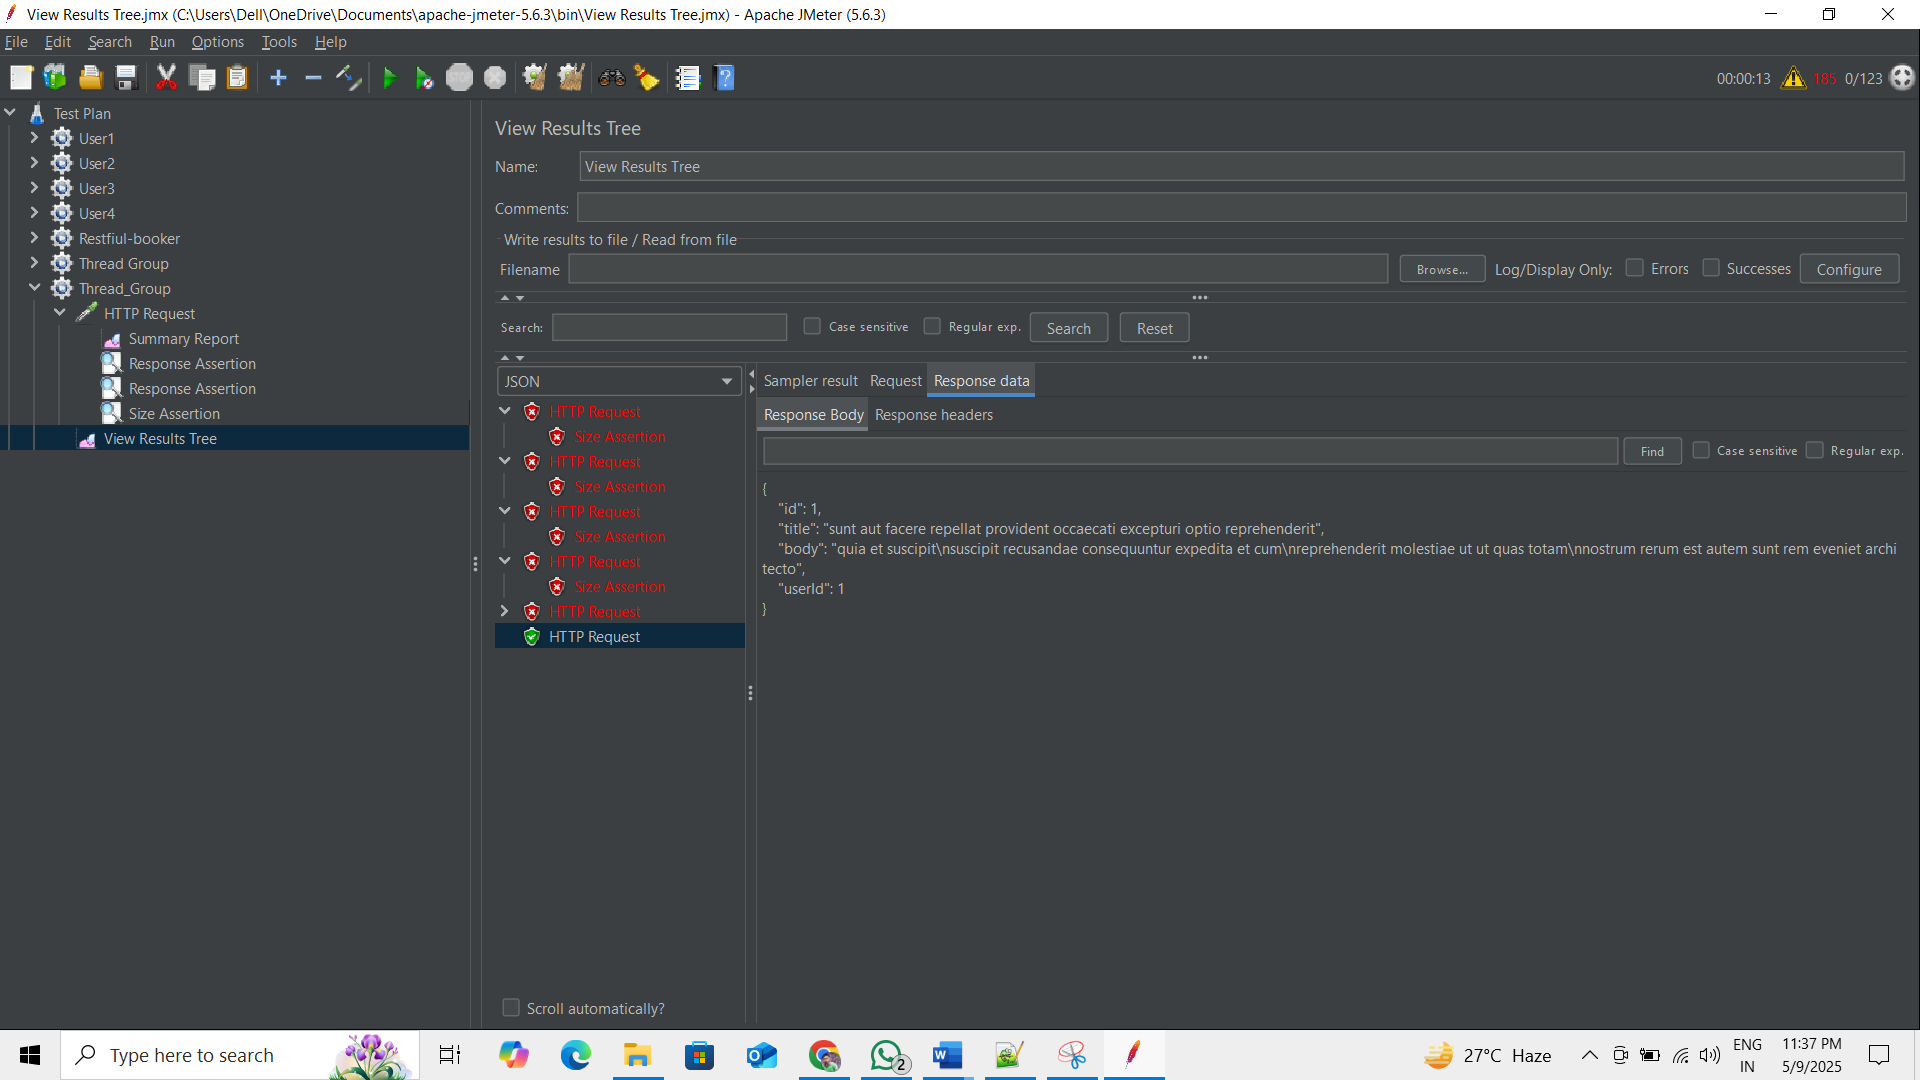 View Results Tree.jmx (C:\Users\Dell\OneDrive\Documents\apache-jmeter-5.6.3\bin\View Results Tree.jmx) - Apache JMeter (5.6.3)
File Edit Search Run Options Tools Help
STOP
00:00:13 185 0/123
Test Plan
User1
User2
User3
User4
Restfiul-booker
Thread Group
Thread_Group
HTTP Request
Summary Report
Response Assertion
Response Assertion
Size Assertion
View Results Tree
View Results Tree
Name: View Results Tree
Comments:
Write results to file / Read from file
Filename Browse... Log/Display Only: Errors Successes Configure
Search: Case sensitive Regular exp. Search Reset
JSON
HTTP Request
Size Assertion
HTTP Request
Size Assertion
HTTP Request
Size Assertion
HTTP Request
Size Assertion
HTTP Request
HTTP Request
Scroll automatically?
Sampler result Request Response data
Response Body Response headers
Find Case sensitive Regular exp.
{
"id": 1,
"title": "sunt aut facere repellat provident occaecati excepturi optio reprehenderit",
"body": "quia et suscipit\nsuscipit recusandae consequuntur expedita et cum\nreprehenderit molestiae ut ut quas totam\nnostrum rerum est autem sunt rem eveniet archi
tecto",
"userId": 1
}
Type here to search
2
27°C Haze
ENG
IN
11:37 PM
5/9/2025